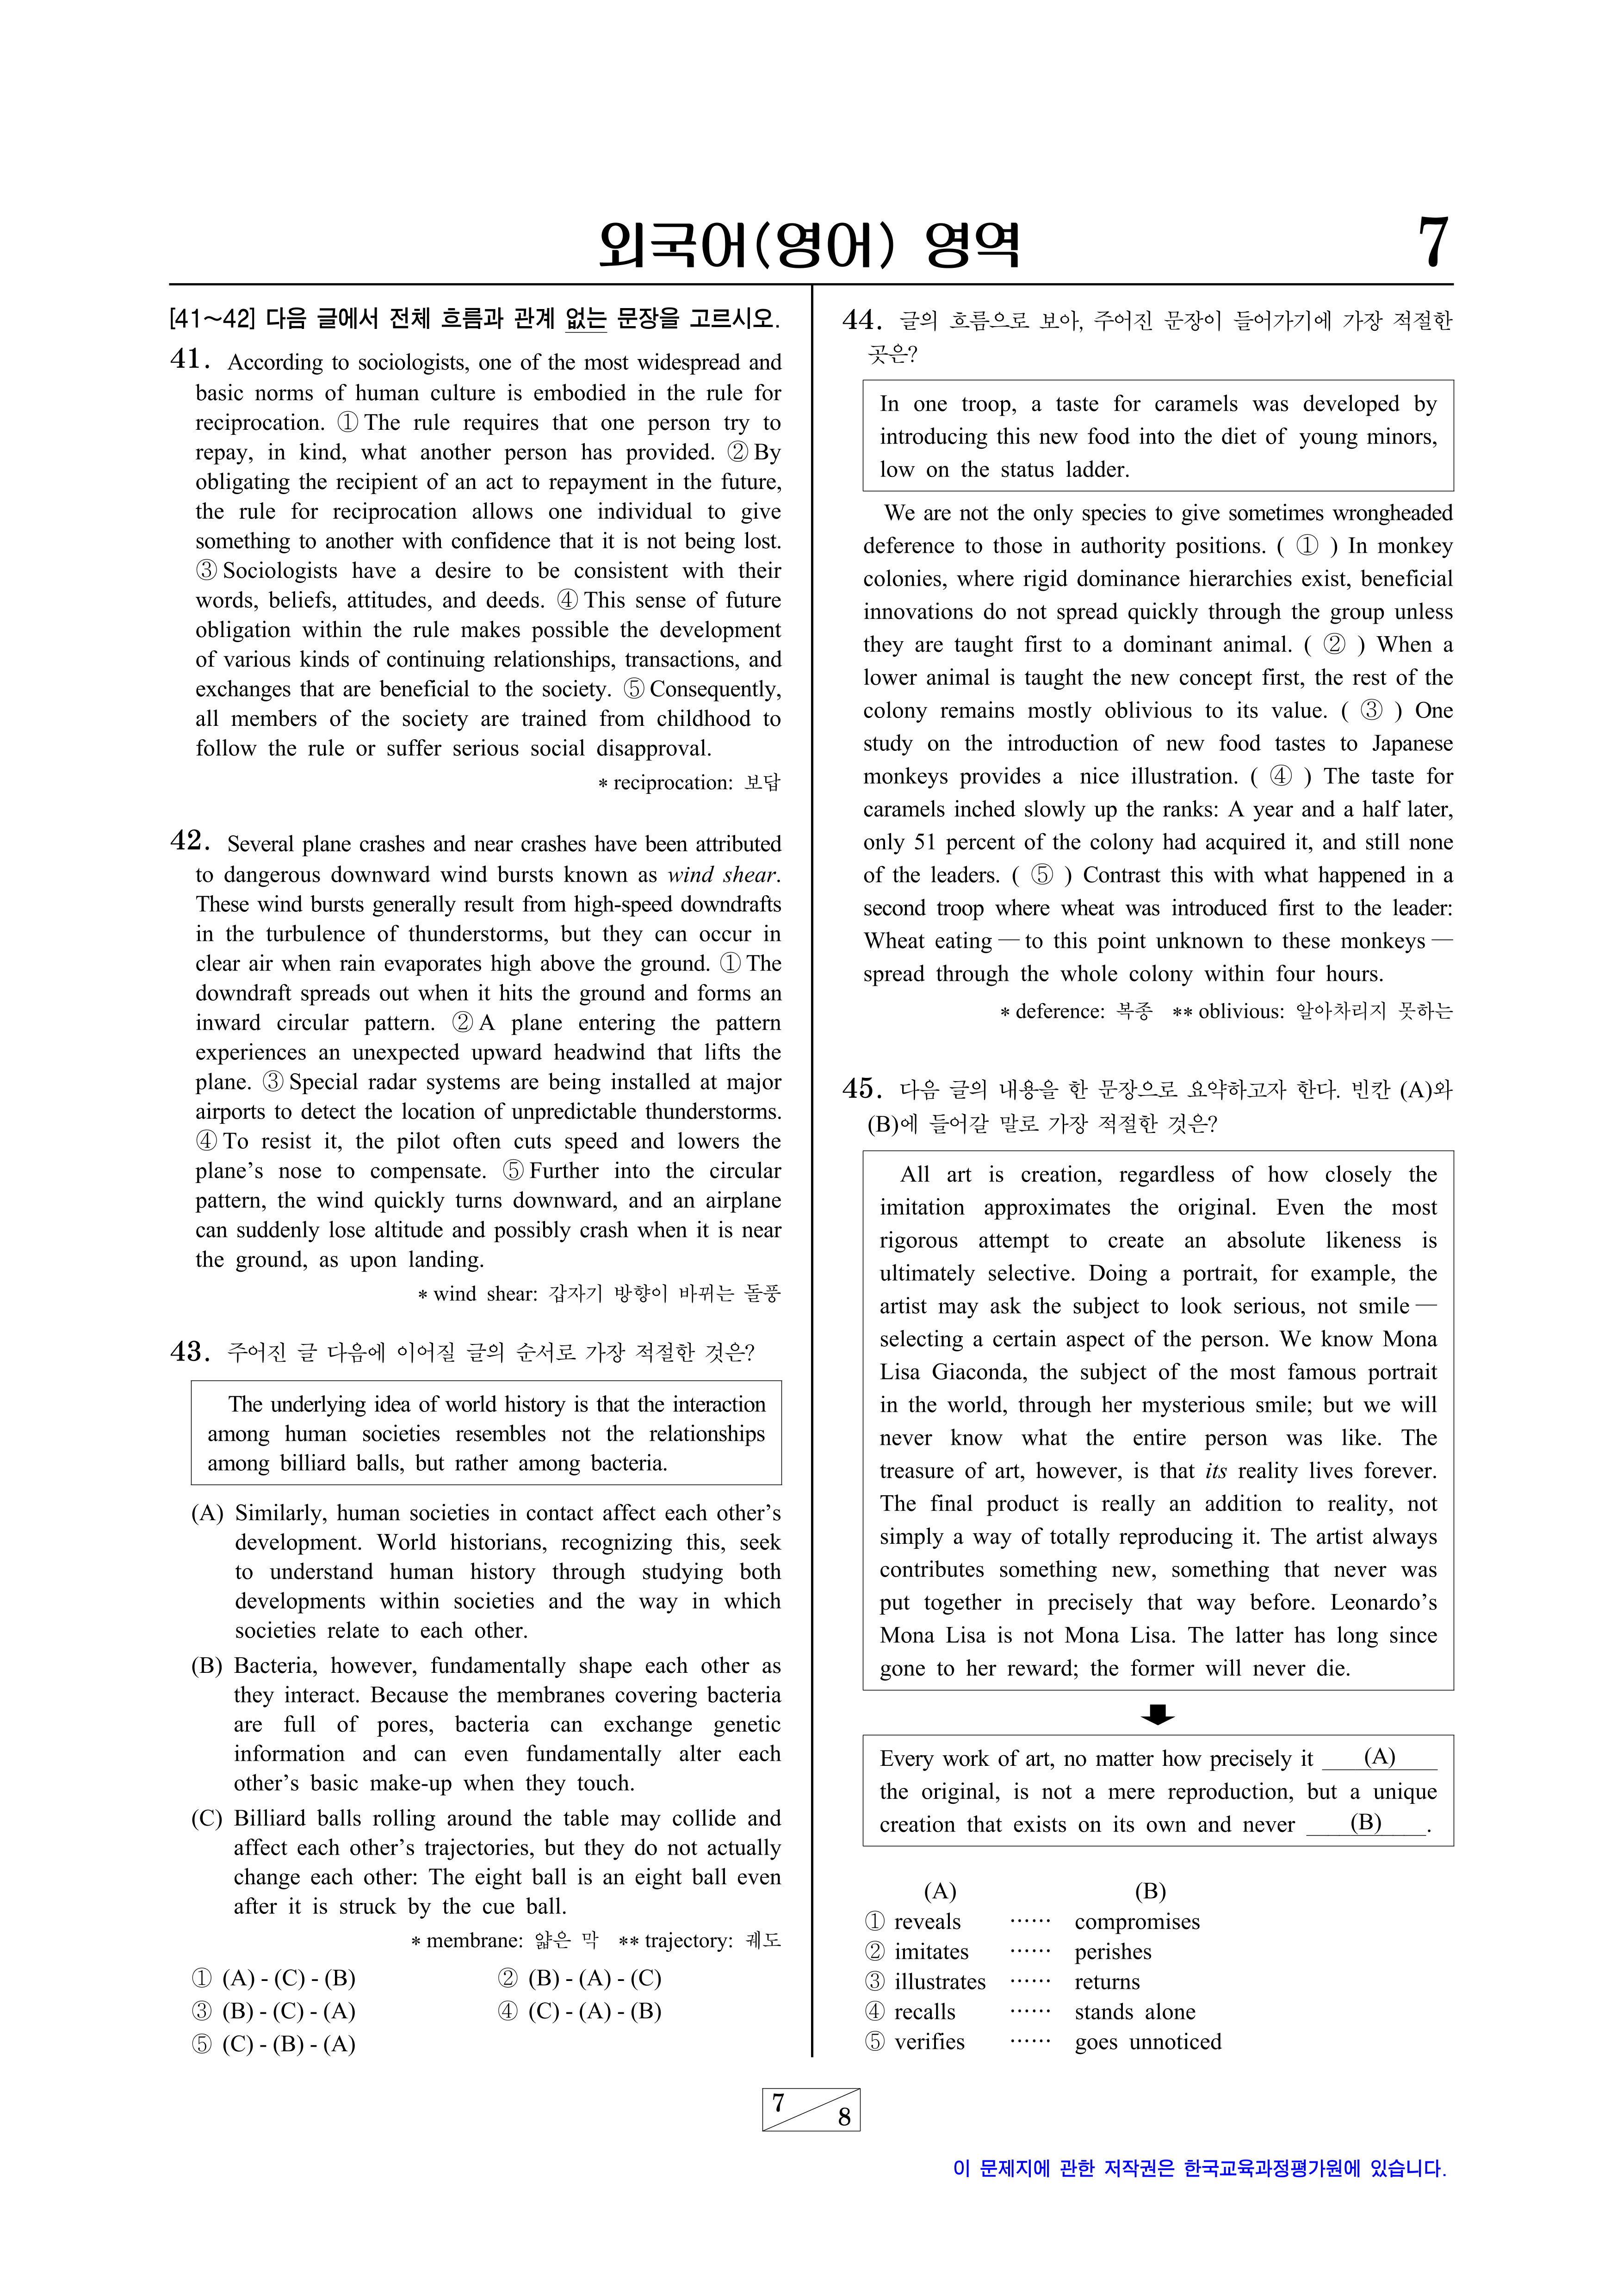 외국어(영어) 영역
7
[41~42] 다음 글에서 전체 흐름과 관계 없는 문장을 고르시오.
41. According to sociologists, one of the most widespread and
basic norms of human culture is embodied in the rule for
reciprocation. ① The rule requires that one person try to
repay, in kind, what another person has provided. ② By
obligating the recipient of an act to repayment in the future,
the rule for reciprocation allows one individual to give
something to another with confidence that it is not being lost.
③ Sociologists have a desire to be consistent with their
words, beliefs, attitudes, and deeds. ④ This sense of future
obligation within the rule makes possible the development
of various kinds of continuing relationships, transactions, and
exchanges that are beneficial to the society. ⑤ Consequently,
all members of the society are trained from childhood to
follow the rule or suffer serious social disapproval.
* reciprocation: 보답
42. Several plane crashes and near crashes have been attributed
to dangerous downward wind bursts known as wind shear.
These wind bursts generally result from high-speed downdrafts
in the turbulence of thunderstorms, but they can occur in
clear air when rain evaporates high above the ground. ① The
downdraft spreads out when it hits the ground and forms an
inward circular pattern. ② A plane entering the pattern
experiences an unexpected upward headwind that lifts the
plane. ③ Special radar systems are being installed at major
airports to detect the location of unpredictable thunderstorms.
④ To resist it, the pilot often cuts speed and lowers the
plane's nose to compensate. ⑤ Further into the circular
pattern, the wind quickly turns downward, and an airplane
can suddenly lose altitude and possibly crash when it is near
the ground, as upon landing.
* wind shear: 갑자기 방향이 바뀌는 돌풍
43. 주어진 글 다음에 이어질 글의 순서로 가장 적절한 것은?
The underlying idea of world history is that the interaction
among human societies resembles not the relationships
among billiard balls, but rather among bacteria.
(A) Similarly, human societies in contact affect each other's
development. World historians, recognizing this, seek
to understand human history through studying both
developments within societies and the way in which
societies relate to each other.
(B) Bacteria, however, fundamentally shape each other as
they interact. Because the membranes covering bacteria
are full of pores, bacteria can exchange genetic
information and can even fundamentally alter each
other's basic make-up when they touch.
(C) Billiard balls rolling around the table may collide and
affect each other's trajectories, but they do not actually
change each other: The eight ball is an eight ball even
after it is struck by the cue ball.
* membrane: 얇은 막 ** trajectory: 궤도
① (A) - (C) - (B) ② (B) - (A) - (C)
③ (B) - (C) - (A) ④ (C) - (A) - (B)
⑤ (C) - (B) - (A)
44. 글의 흐름으로 보아, 주어진 문장이 들어가기에 가장 적절한
곳은?
In one troop, a taste for caramels was developed by
introducing this new food into the diet of young minors,
low on the status ladder.
We are not the only species to give sometimes wrongheaded
deference to those in authority positions. ( ① ) In monkey
colonies, where rigid dominance hierarchies exist, beneficial
innovations do not spread quickly through the group unless
they are taught first to a dominant animal. ( ② ) When a
lower animal is taught the new concept first, the rest of the
colony remains mostly oblivious to its value. ( ③ ) One
study on the introduction of new food tastes to Japanese
monkeys provides a nice illustration. ( ④ ) The taste for
caramels inched slowly up the ranks: A year and a half later,
only 51 percent of the colony had acquired it, and still none
of the leaders. ( ⑤ ) Contrast this with what happened in a
second troop where wheat was introduced first to the leader:
Wheat eating — to this point unknown to these monkeys —
spread through the whole colony within four hours.
* deference: 복종 ** oblivious: 알아차리지 못하는
45. 다음 글의 내용을 한 문장으로 요약하고자 한다. 빈칸 (A)와
(B)에 들어갈 말로 가장 적절한 것은?
All art is creation, regardless of how closely the
imitation approximates the original. Even the most
rigorous attempt to create an absolute likeness is
ultimately selective. Doing a portrait, for example, the
artist may ask the subject to look serious, not smile —
selecting a certain aspect of the person. We know Mona
Lisa Giaconda, the subject of the most famous portrait
in the world, through her mysterious smile; but we will
never know what the entire person was like. The
treasure of art, however, is that its reality lives forever.
The final product is really an addition to reality, not
simply a way of totally reproducing it. The artist always
contributes something new, something that never was
put together in precisely that way before. Leonardo's
Mona Lisa is not Mona Lisa. The latter has long since
gone to her reward; the former will never die.
Every work of art, no matter how precisely it (A)
the original, is not a mere reproduction, but a unique
creation that exists on its own and never (B).
(A) (B)
① reveals ······ compromises
② imitates ······ perishes
③ illustrates ······ returns
④ recalls ······ stands alone
⑤ verifies ······ goes unnoticed
7
8
이 문제지에 관한 저작권은 한국교육과정평가원에 있습니다.